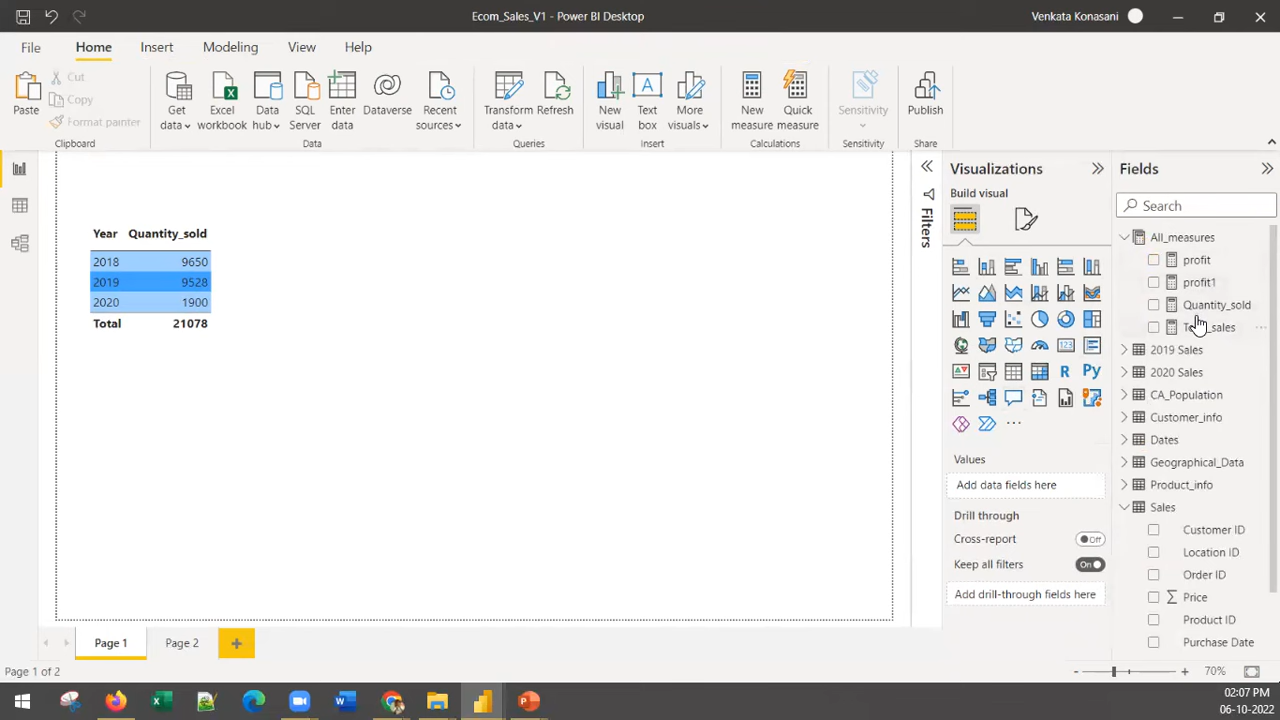 Ecom_Sales_V1 - Power BI Desktop
Venkata Konasani
File Home Insert Modeling View Help
Paste
Cut
Copy
Format painter
Clipboard
Get data
Excel workbook
Data hub
SQL Server
Enter data
Dataverse
Recent sources
Data
Transform data
Refresh
Queries
New visual
Text box
More visuals
Insert
New measure
Quick measure
Calculations
Sensitivity
Sensitivity
Publish
Share
Year Quantity_sold
2018 9650
2019 9528
2020 1900
Total 21078
Filters
Visualizations
Build visual
R
Py
123
Values
Add data fields here
Drill through
Cross-report Off
Keep all filters On
Add drill-through fields here
Fields
Search
All_measures
profit
profit1
Quantity_sold
2019 Sales
2020 Sales
CA_Population
Customer_info
Dates
Geographical_Data
Product_info
Sales
Customer ID
Location ID
Order ID
Price
Product ID
Purchase Date
Page 1 Page 2
Page 1 of 2
70%
02:07 PM
06-10-2022